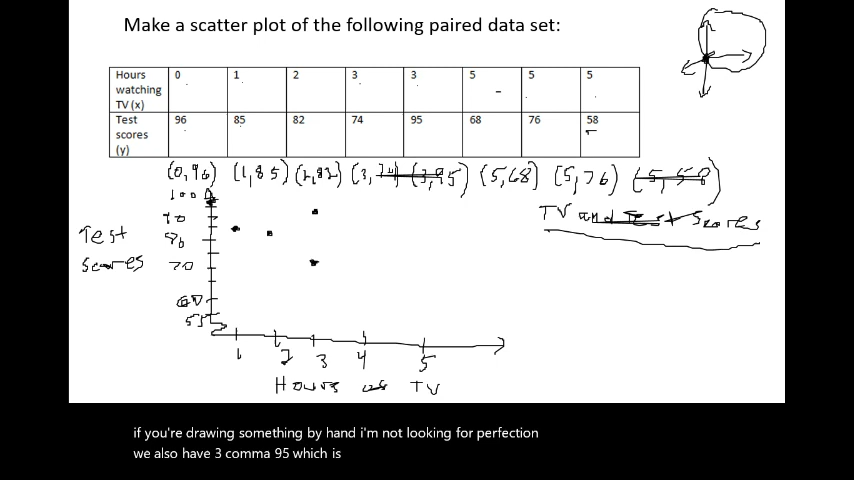 Make a scatter plot of the following paired data set:
Hours watching TV (x) 0 1 2 3 3 5 5 5
Test scores (y) 96 85 82 74 95 68 76 58
(0,96) (1,85) (2,82) (3,74) (3,95) (5,68) (5,76) (5,58)
TV and Test Scores
100
90
80
70
60
55
Test
Scores
1 2 3 4 5
Hours of TV
if you're drawing something by hand i'm not looking for perfection
we also have 3 comma 95 which is